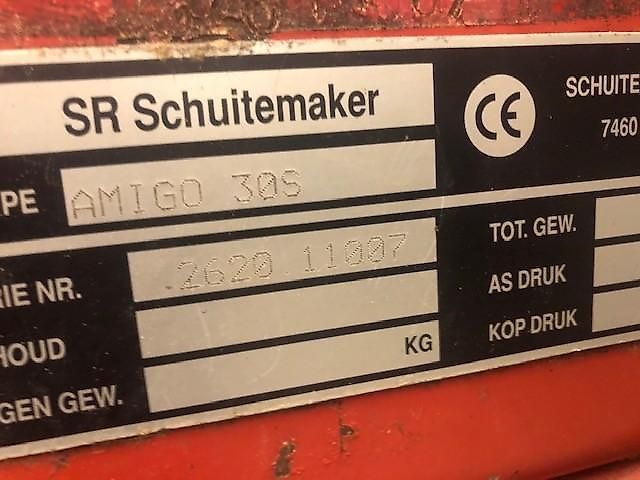 SR Schuitemaker
CE
SCHUITE
7460
PE AMIGO 30S
RIE NR. .2620.11007
HOUD
KG
GEN GEW.
TOT. GEW.
AS DRUK
KOP DRUK